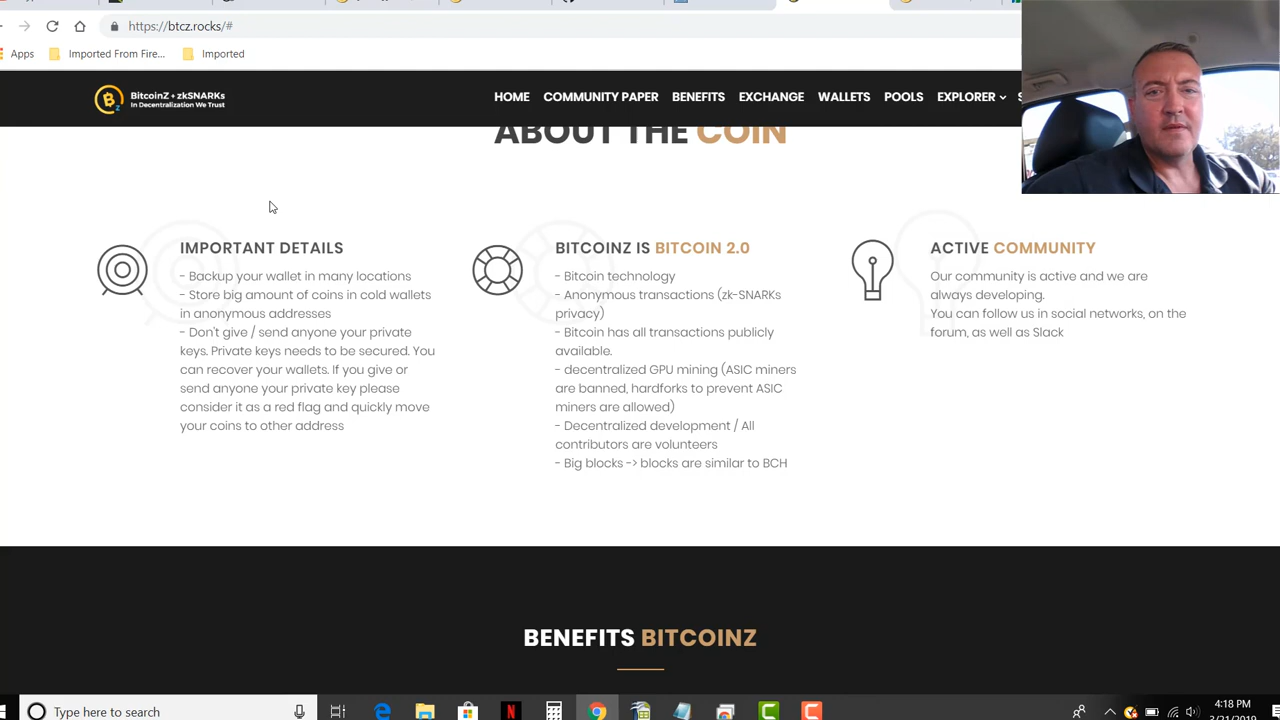 https://btcz.rocks/#
Apps
Imported From Fire...
Imported
BitcoinZ + zkSNARKs
In Decentralization We Trust
HOME
COMMUNITY PAPER
BENEFITS
EXCHANGE
WALLETS
POOLS
EXPLORER
ABOUT THE COIN
IMPORTANT DETAILS
- Backup your wallet in many locations
- Store big amount of coins in cold wallets
in anonymous addresses
- Don't give / send anyone your private
keys. Private keys needs to be secured. You
can recover your wallets. If you give or
send anyone your private key please
consider it as a red flag and quickly move
your coins to other address
BITCOINZ IS BITCOIN 2.0
- Bitcoin technology
- Anonymous transactions (zk-SNARKs
privacy)
- Bitcoin has all transactions publicly
available.
- decentralized GPU mining (ASIC miners
are banned, hardforks to prevent ASIC
miners are allowed)
- Decentralized development / All
contributors are volunteers
- Big blocks -> blocks are similar to BCH
ACTIVE COMMUNITY
Our community is active and we are
always developing.
You can follow us in social networks, on the
forum, as well as Slack
BENEFITS BITCOINZ
Type here to search
4:18 PM
2/21/2019